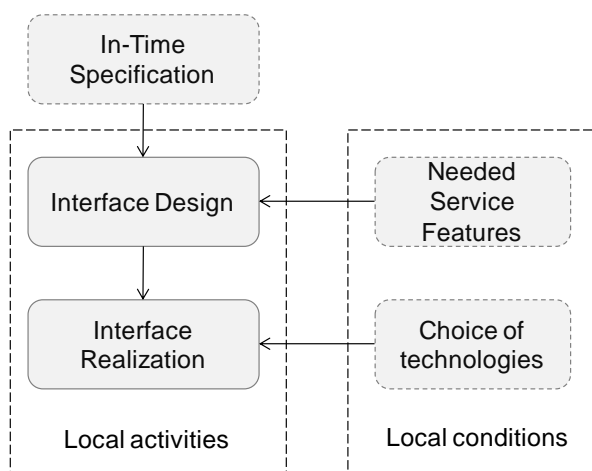 In-Time
Specification
Interface Design
Needed
Service
Features
Interface
Realization
Choice of
technologies
Local activities
Local conditions